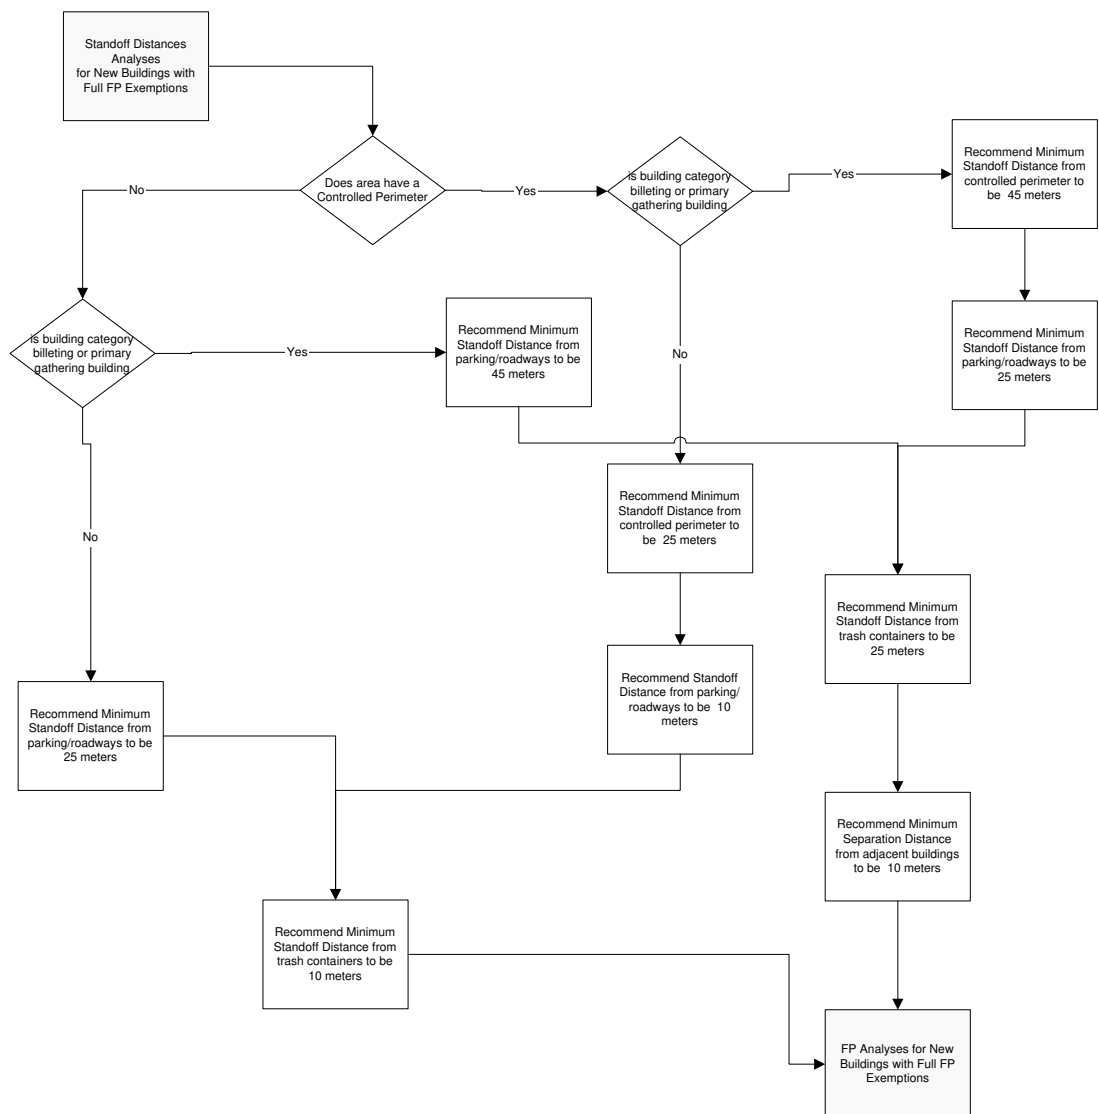 Standoff Distances
Analyses
for New Buildings with
Full FP Exemptions
Does area have a
Controlled Perimeter
No
Yes
is building category
billeting or primary
gathering building
Yes
Recommend Minimum
Standoff Distance from
controlled perimeter to
be 45 meters
is building category
billeting or primary
gathering building
Yes
Recommend Minimum
Standoff Distance from
parking/roadways to be
45 meters
No
Recommend Minimum
Standoff Distance from
parking/roadways to be
25 meters
No
Recommend Minimum
Standoff Distance from
controlled perimeter to
be 25 meters
Recommend Minimum
Standoff Distance from
trash containers to be
25 meters
Recommend Minimum
Standoff Distance from
parking/roadways to be
25 meters
Recommend Standoff
Distance from parking/
roadways to be 10
meters
Recommend Minimum
Separation Distance
from adjacent buildings
to be 10 meters
Recommend Minimum
Standoff Distance from
trash containers to be
10 meters
FP Analyses for New
Buildings with Full FP
Exemptions